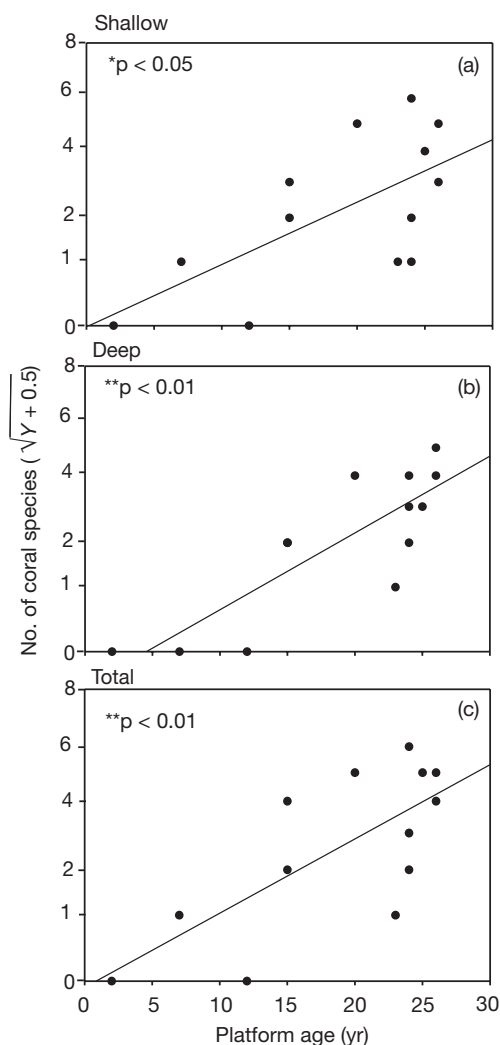 Shallow
8
*p < 0.05
(a)
6
4
2
1
0
Deep
8
**p < 0.01
(b)
6
4
2
1
0
No. of coral species (√Y + 0.5)
Total
8
**p < 0.01
(c)
6
4
2
1
0
0 5 10 15 20 25 30
Platform age (yr)